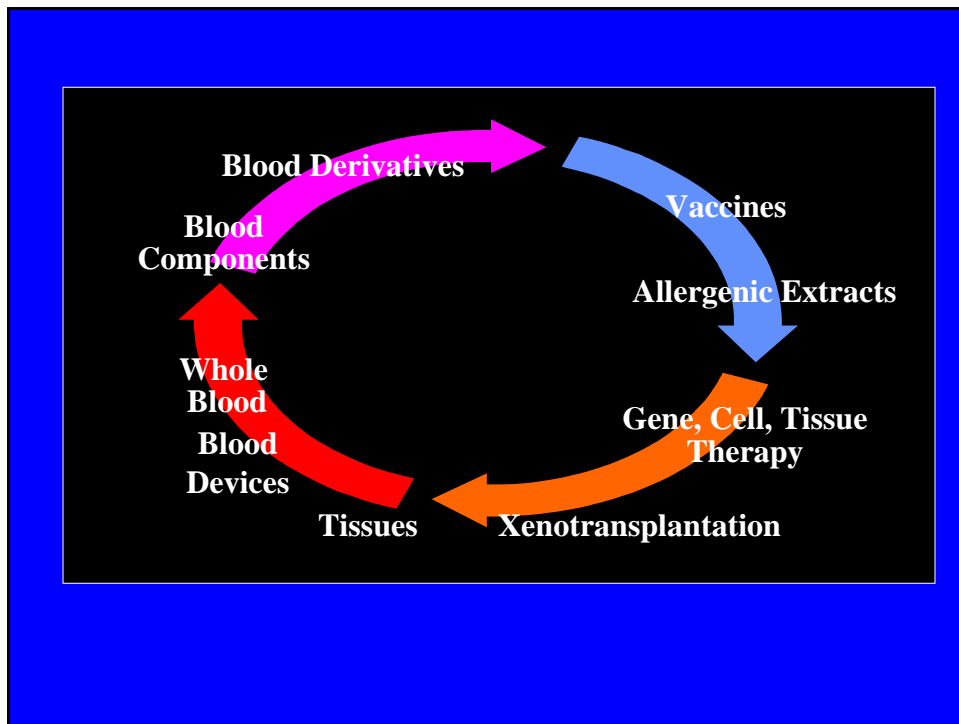 Blood Derivatives
Vaccines
Blood
Components
Allergenic Extracts
Whole
Blood
Gene, Cell, Tissue
Therapy
Blood
Devices
Tissues
Xenotransplantation